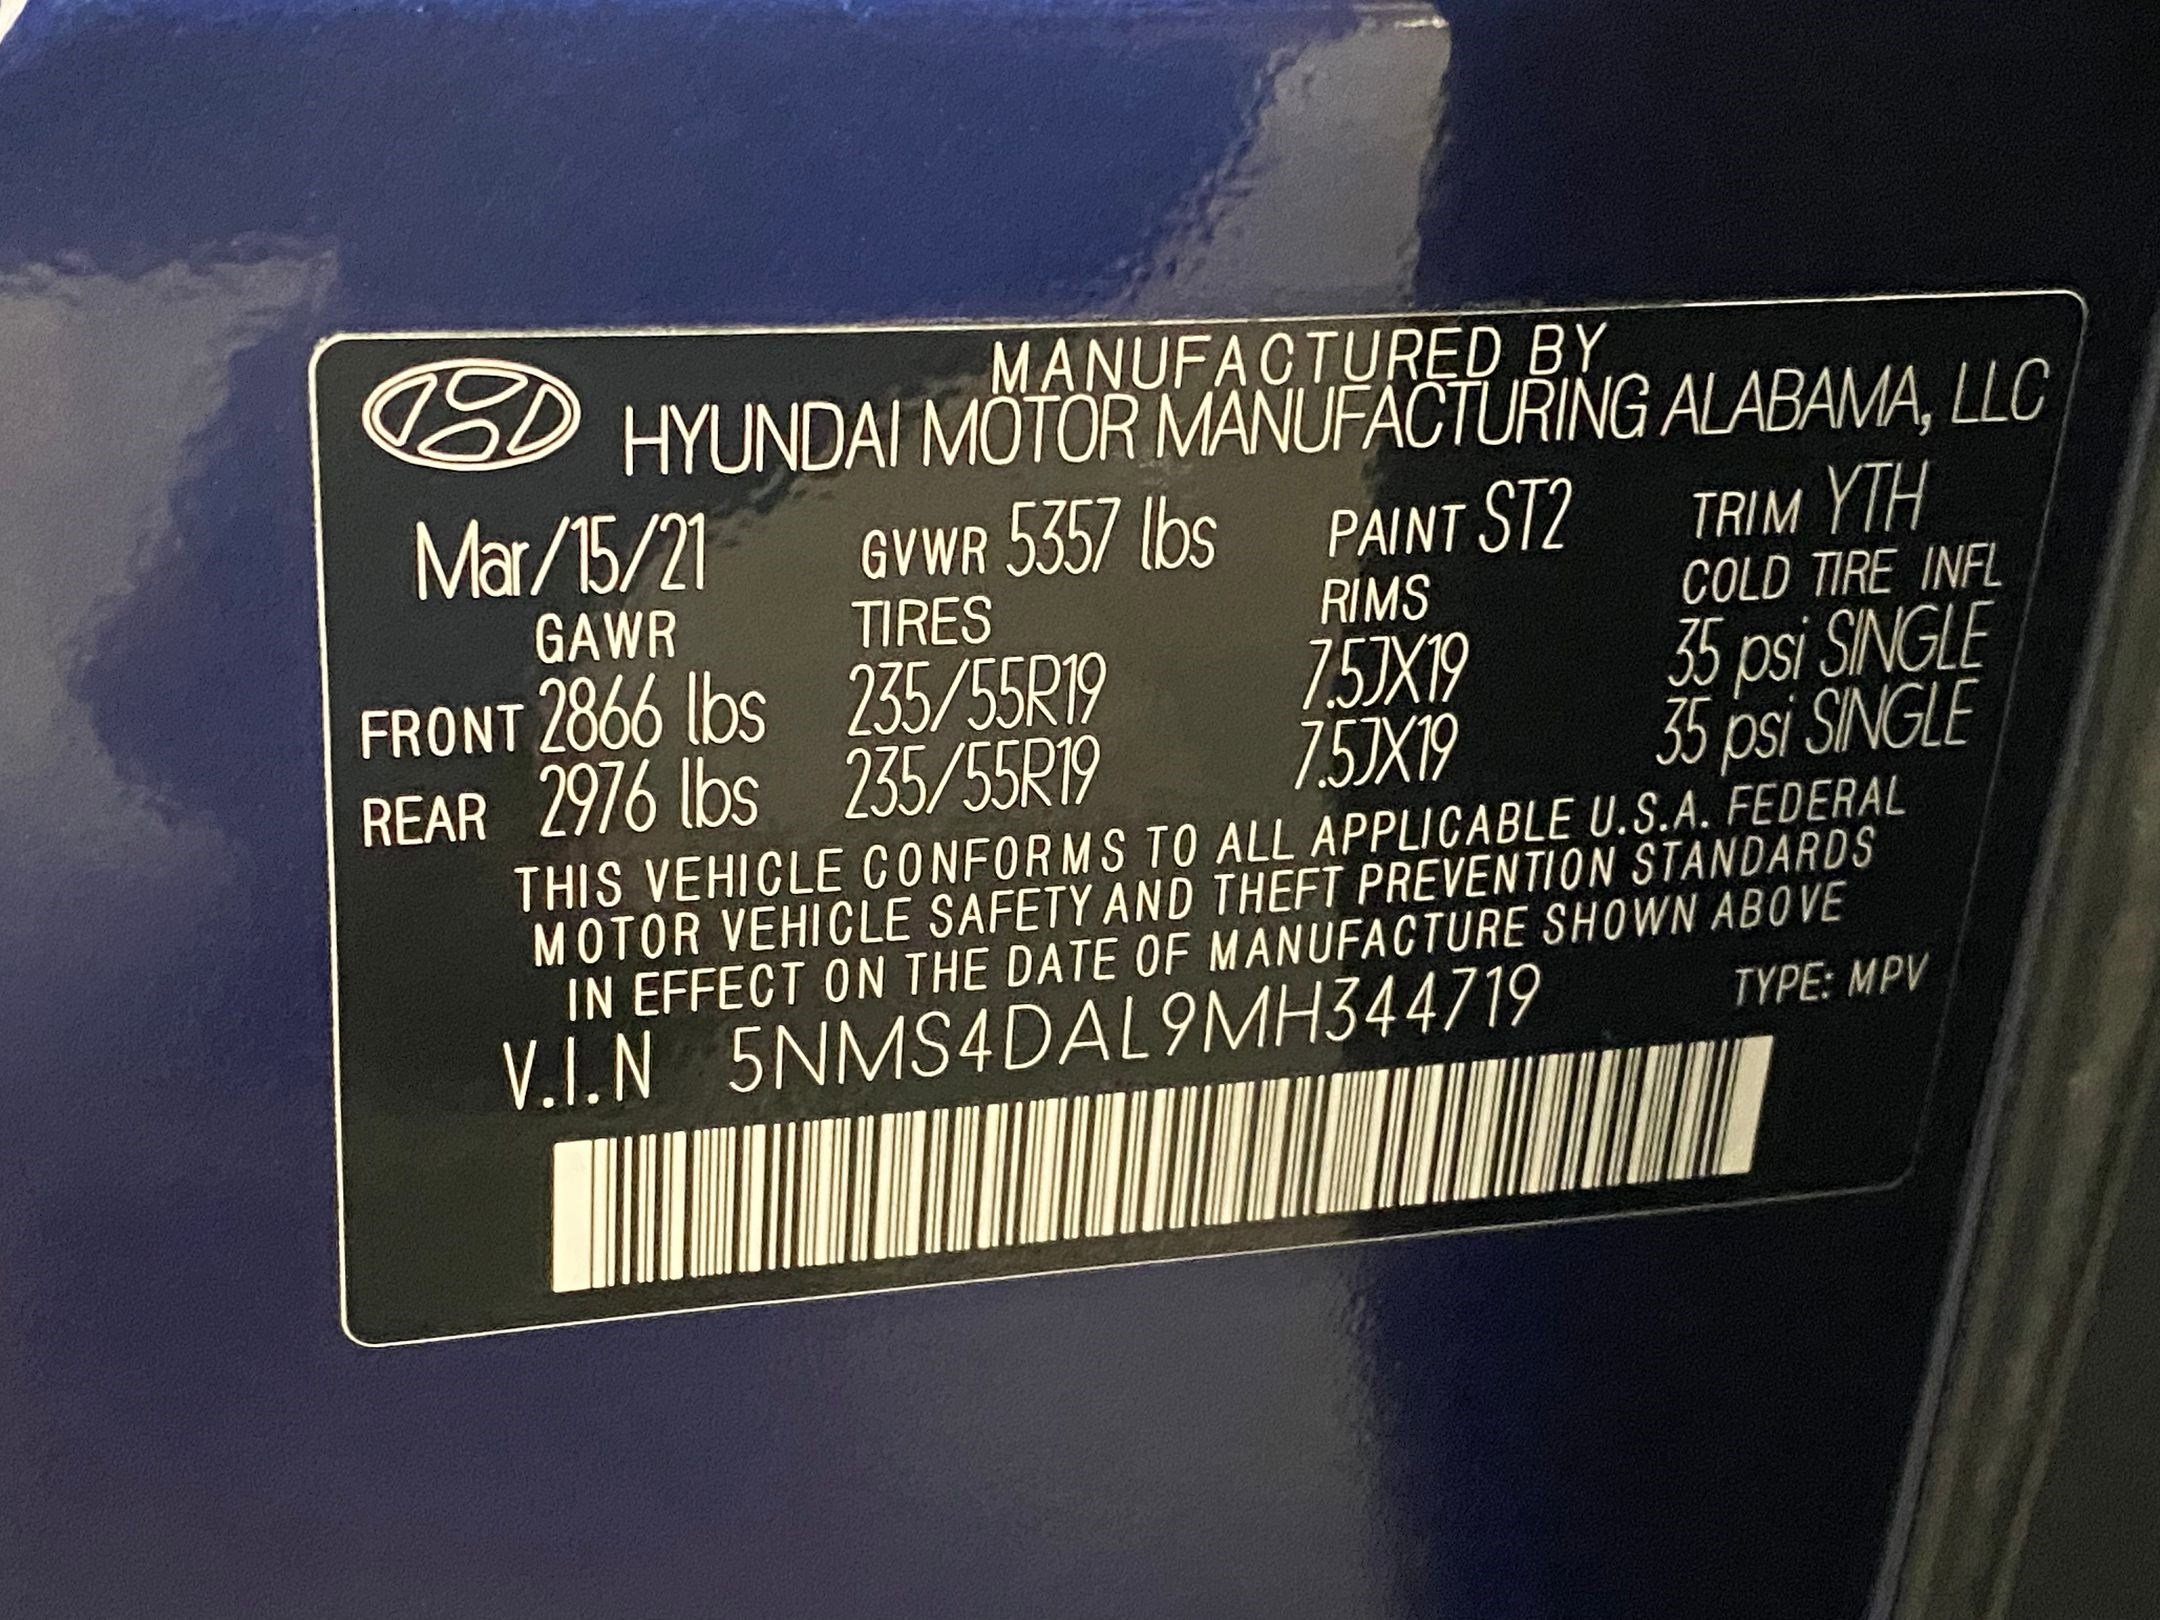 MANUFACTURED BY
HYUNDAI MOTOR MANUFACTURING ALABAMA, LLC
Mar/15/21 GVWR 5357 lbs PAINT ST2 TRIM YTH
GAWR TIRES RIMS COLD TIRE INFL
FRONT 2866 lbs 235/55R19 7.5JX19 35 psi SINGLE
REAR 2976 lbs 235/55R19 7.5JX19 35 psi SINGLE
THIS VEHICLE CONFORMS TO ALL APPLICABLE U.S.A. FEDERAL
MOTOR VEHICLE SAFETY AND THEFT PREVENTION STANDARDS
IN EFFECT ON THE DATE OF MANUFACTURE SHOWN ABOVE
V.I.N 5NMS4DAL9MH344719 TYPE: MPV